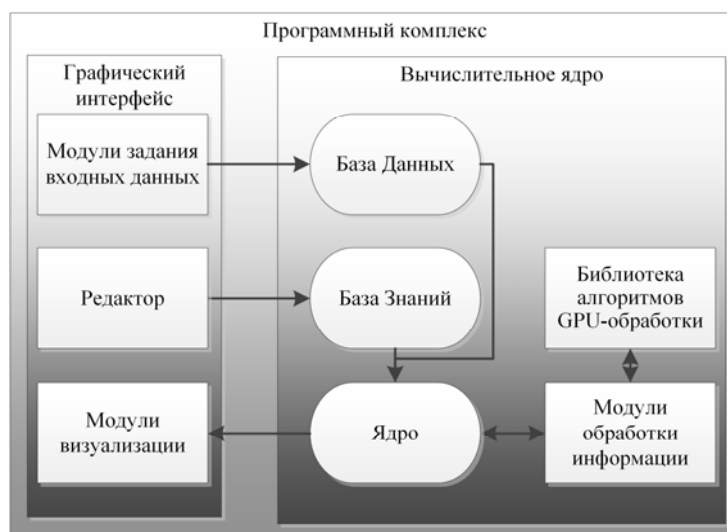 Программный комплекс
Графический
интерфейс
Вычислительное ядро
Модули задания
входных данных
База Данных
Редактор
База Знаний
Библиотека
алгоритмов
GPU-обработки
Модули
визуализации
Ядро
Модули
обработки
информации